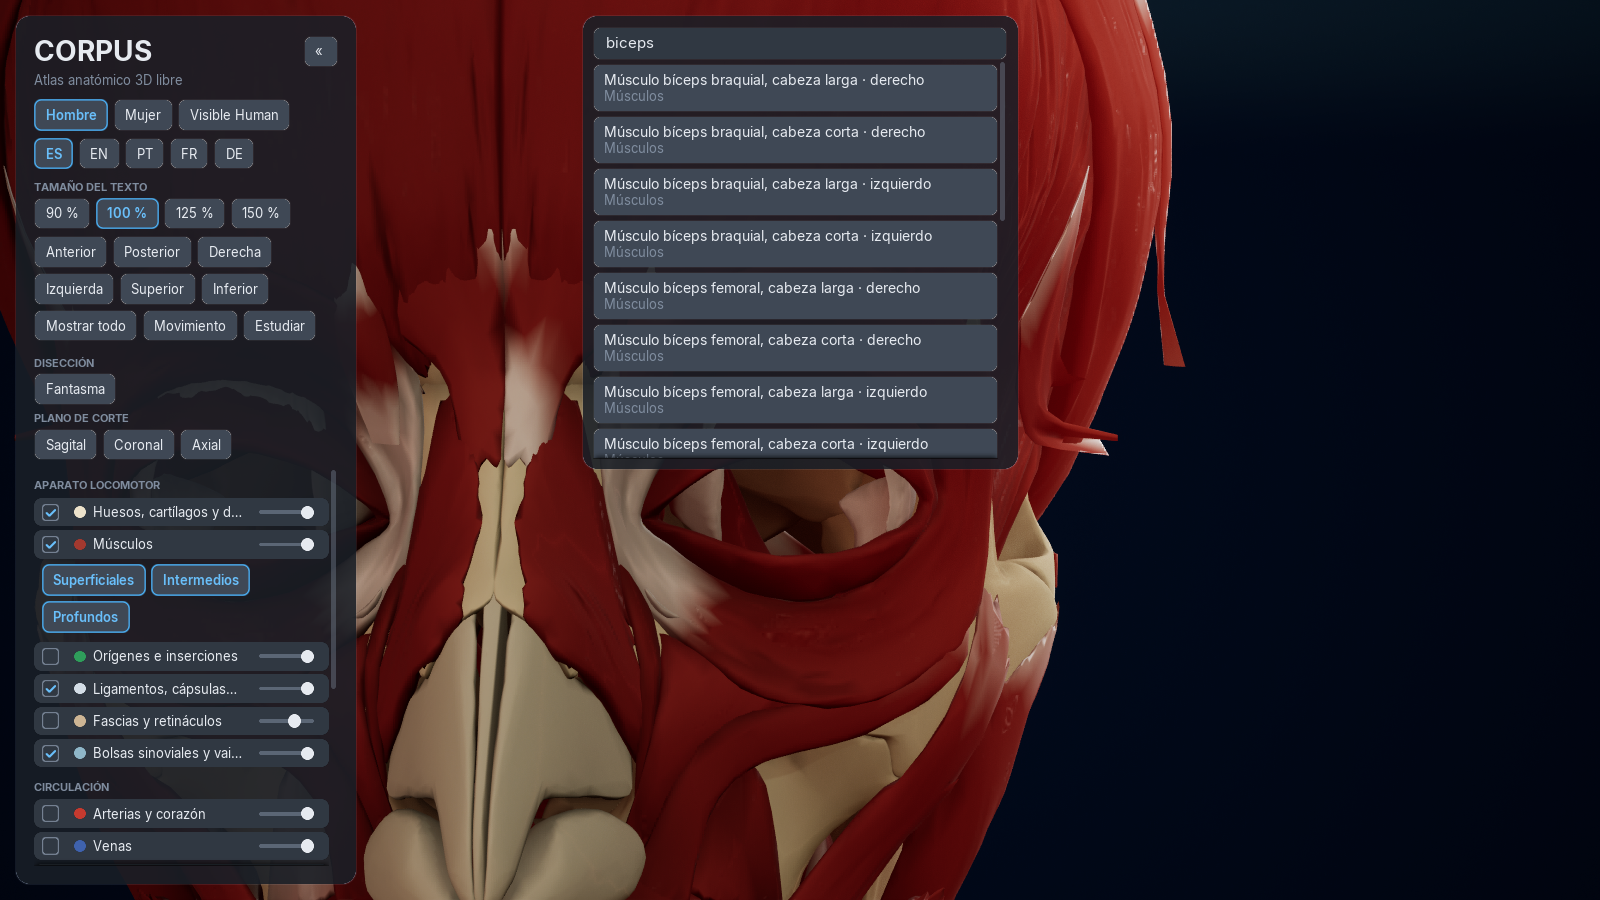 CORPUS
«
Atlas anatómico 3D libre
Hombre Mujer Visible Human
ES EN PT FR DE
TAMAÑO DEL TEXTO
90 % 100 % 125 % 150 %
Anterior Posterior Derecha
Izquierda Superior Inferior
Mostrar todo Movimiento Estudiar
DISECCIÓN
Fantasma
PLANO DE CORTE
Sagital Coronal Axial
APARATO LOCOMOTOR
Huesos, cartílagos y d...
Músculos
Superficiales Intermedios
Profundos
Orígenes e inserciones
Ligamentos, cápsulas...
Fascias y retináculos
Bolsas sinoviales y vai...
CIRCULACIÓN
Arterias y corazón
Venas
biceps
Músculo bíceps braquial, cabeza larga · derecho
Músculos
Músculo bíceps braquial, cabeza corta · derecho
Músculos
Músculo bíceps braquial, cabeza larga · izquierdo
Músculos
Músculo bíceps braquial, cabeza corta · izquierdo
Músculos
Músculo bíceps femoral, cabeza larga · derecho
Músculos
Músculo bíceps femoral, cabeza corta · derecho
Músculos
Músculo bíceps femoral, cabeza larga · izquierdo
Músculos
Músculo bíceps femoral, cabeza corta · izquierdo